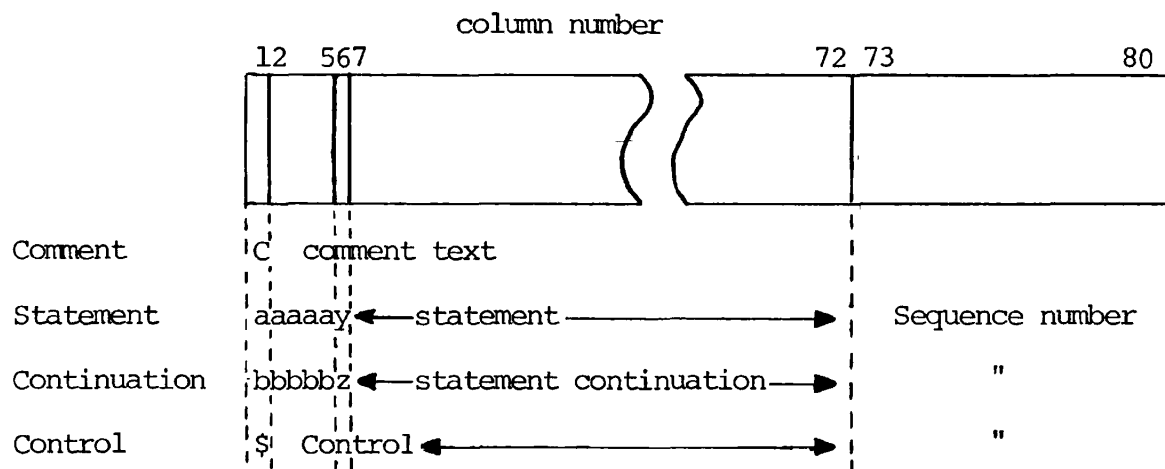 column number
12 567 72 73 80
Comment C comment text
Statement aaaaay statement Sequence number
Continuation bbbbbz statement continuation "
Control $ Control "